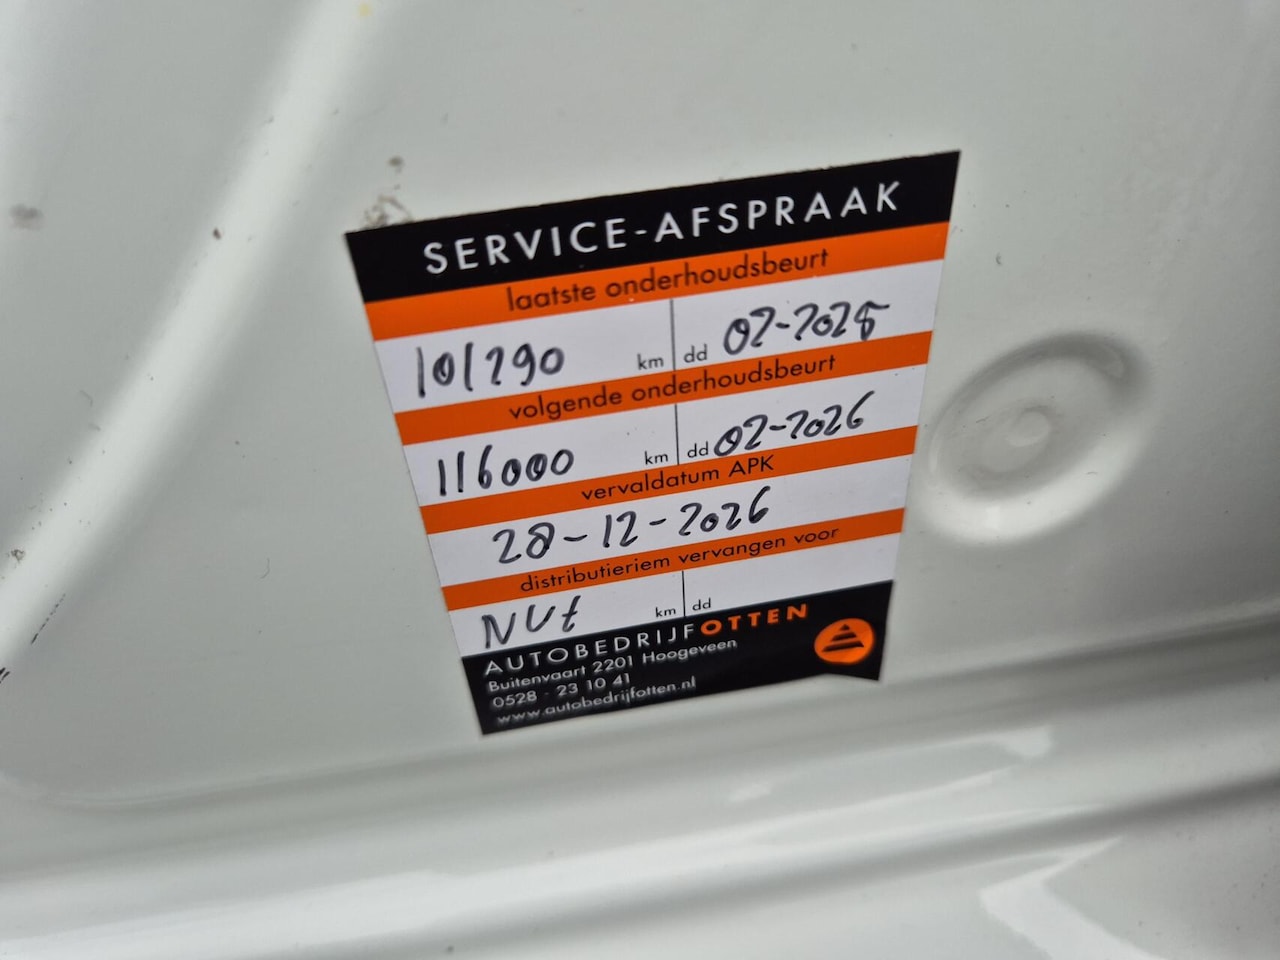 SERVICE-AFSPRAAK
laatste onderhoudsbeurt
101290 km dd 02-2025
volgende onderhoudsbeurt
116000 km dd 02-2026
vervaldatum APK
28-12-2026
distributieriem vervangen voor
NVt km dd
AUTOBEDRIJFOTTEN
Buitenvaart 2201 Hoogeveen
0528 - 23 10 41
www.autobedrijfotten.nl